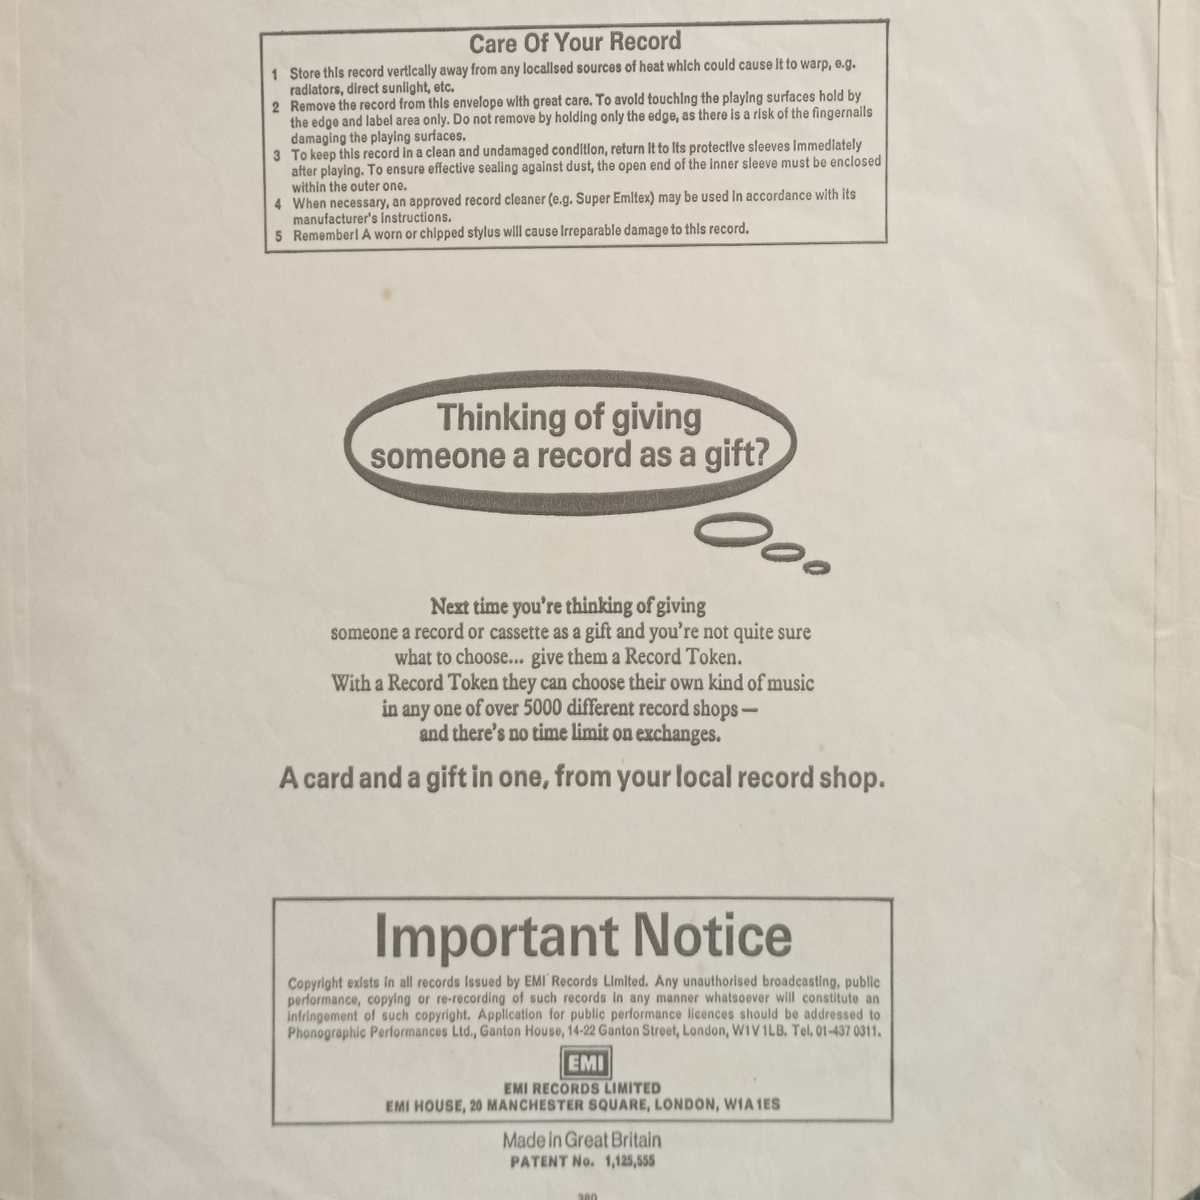 Care Of Your Record
1 Store this record vertically away from any localised sources of heat which could cause it to warp, e.g.
radiators, direct sunlight, etc.
2 Remove the record from this envelope with great care. To avoid touching the playing surfaces hold by
the edge and label area only. Do not remove by holding only the edge, as there is a risk of the fingernails
damaging the playing surfaces.
3 To keep this record in a clean and undamaged condition, return it to its protective sleeves immediately
after playing. To ensure effective sealing against dust, the open end of the inner sleeve must be enclosed
within the outer one.
4 When necessary, an approved record cleaner (e.g. Super Emitex) may be used in accordance with its
manufacturer's instructions.
5 Remember! A worn or chipped stylus will cause irreparable damage to this record.
Thinking of giving
someone a record as a gift?
Next time you're thinking of giving
someone a record or cassette as a gift and you're not quite sure
what to choose... give them a Record Token.
With a Record Token they can choose their own kind of music
in any one of over 5000 different record shops —
and there's no time limit on exchanges.
A card and a gift in one, from your local record shop.
Important Notice
Copyright exists in all records issued by EMI Records Limited. Any unauthorised broadcasting, public
performance, copying or re-recording of such records in any manner whatsoever will constitute an
infringement of such copyright. Application for public performance licences should be addressed to
Phonographic Performances Ltd., Ganton House, 14-22 Ganton Street, London, W1V 1LB. Tel. 01-437 0311.
EMI
EMI RECORDS LIMITED
EMI HOUSE, 20 MANCHESTER SQUARE, LONDON, W1A 1ES
Made in Great Britain
PATENT No. 1,125,555
380